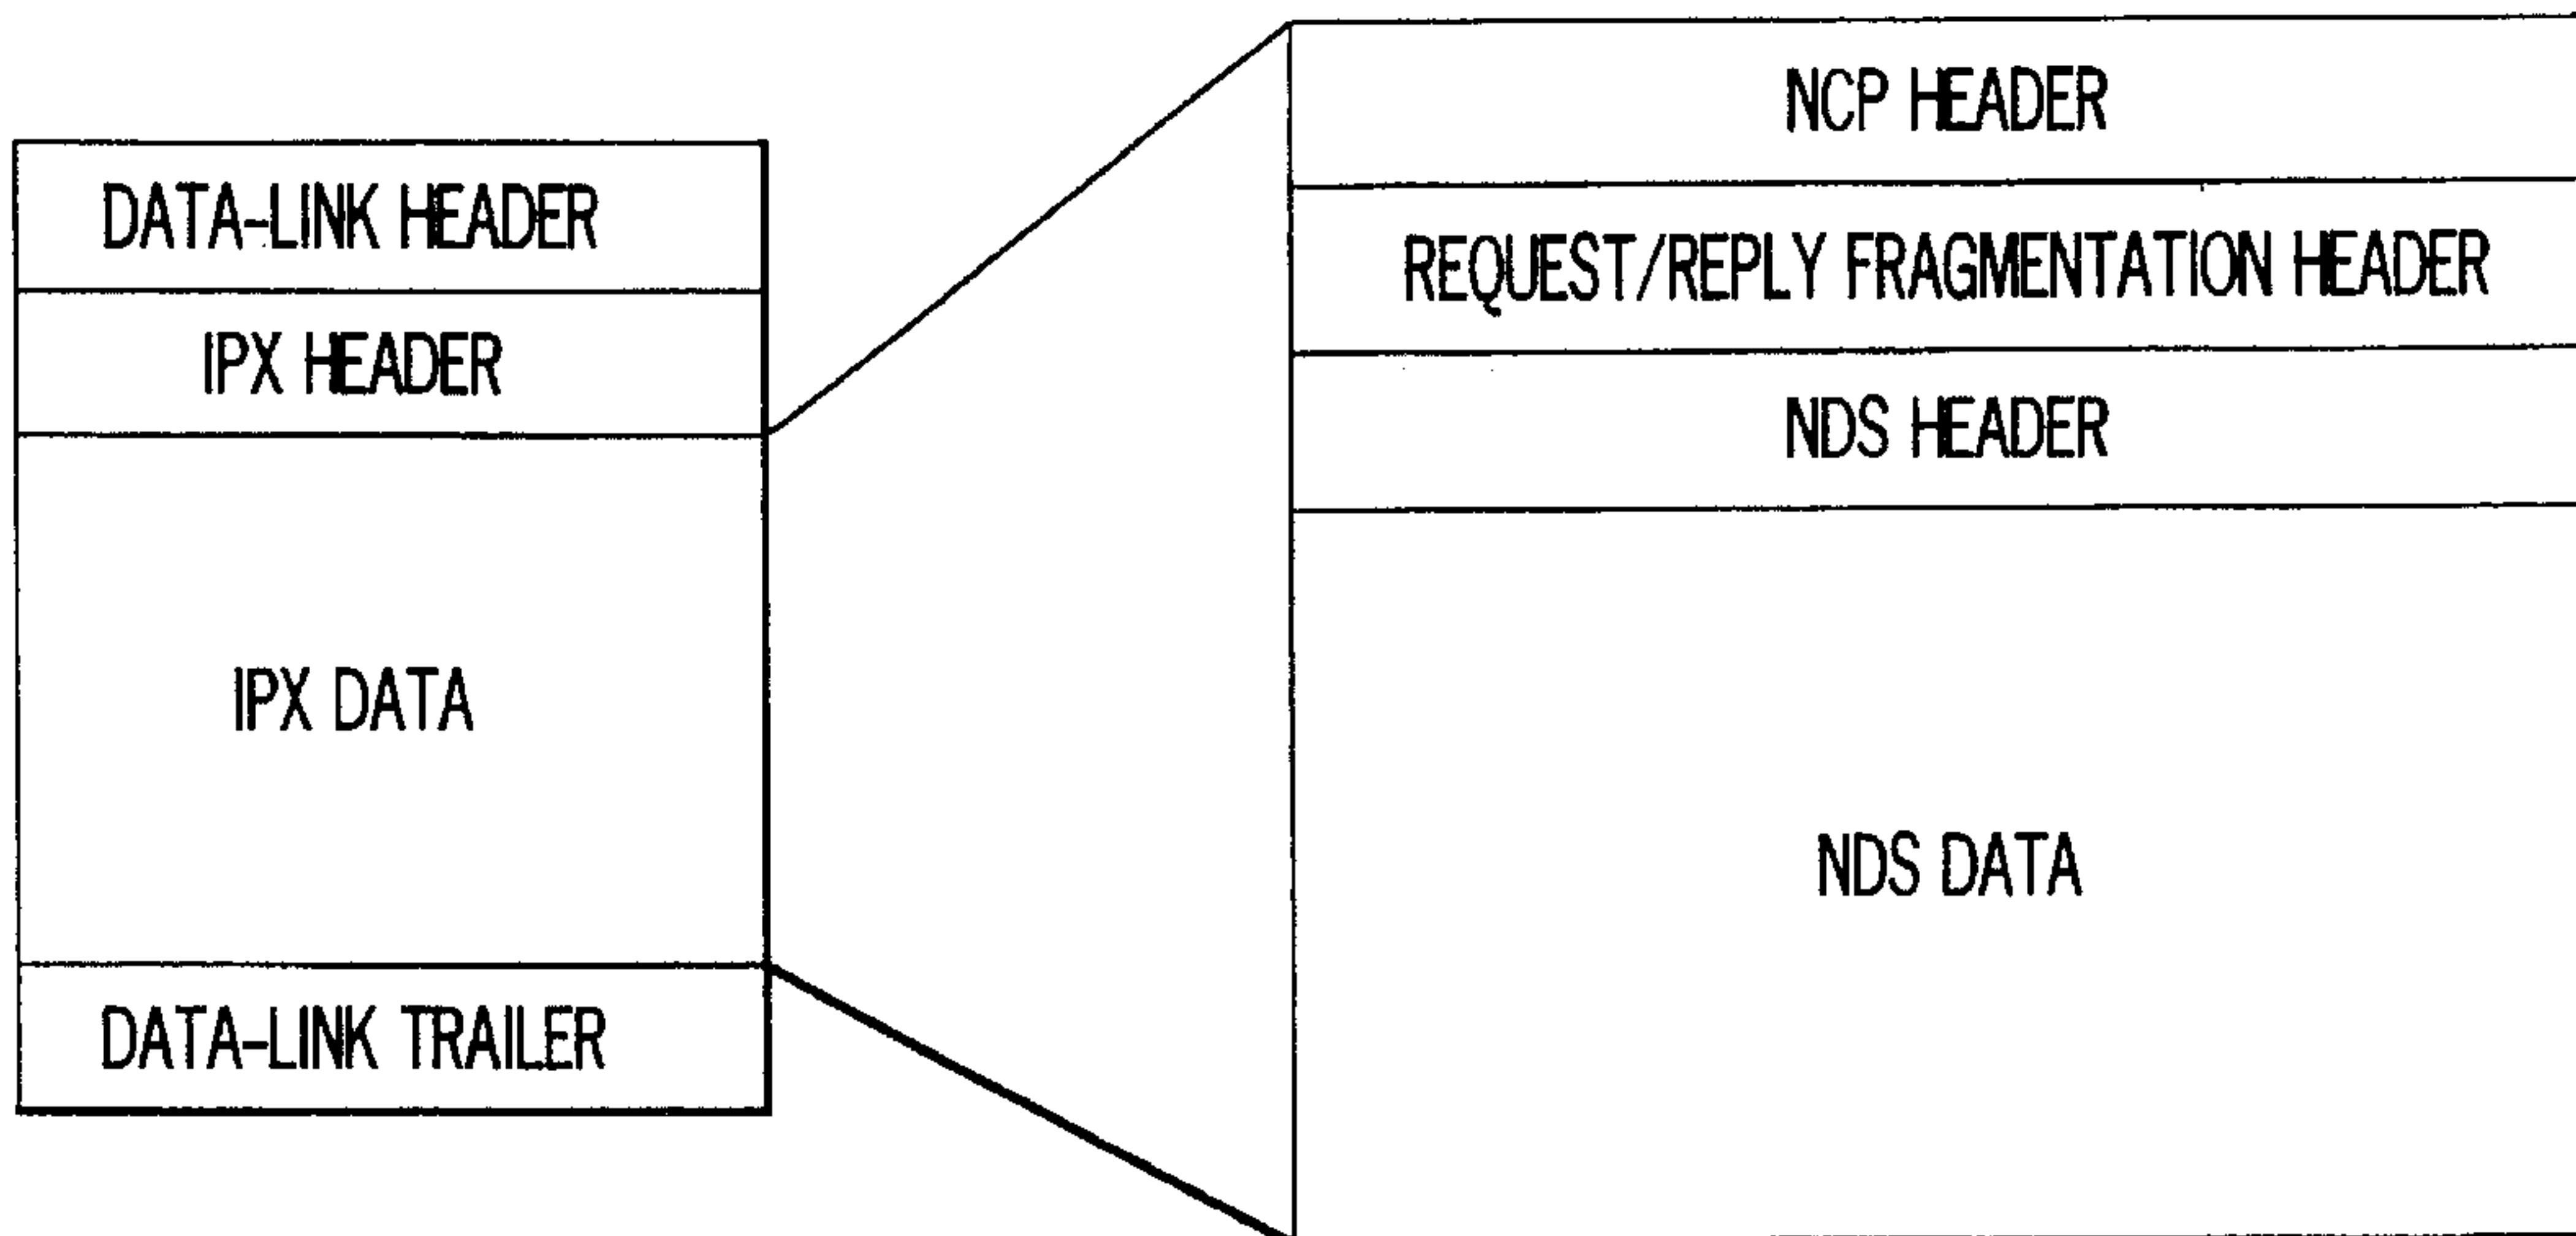 DATA-LINK HEADER
IPX HEADER
IPX DATA
DATA-LINK TRAILER
NCP HEADER
REQUEST/REPLY FRAGMENTATION HEADER
NDS HEADER
NDS DATA